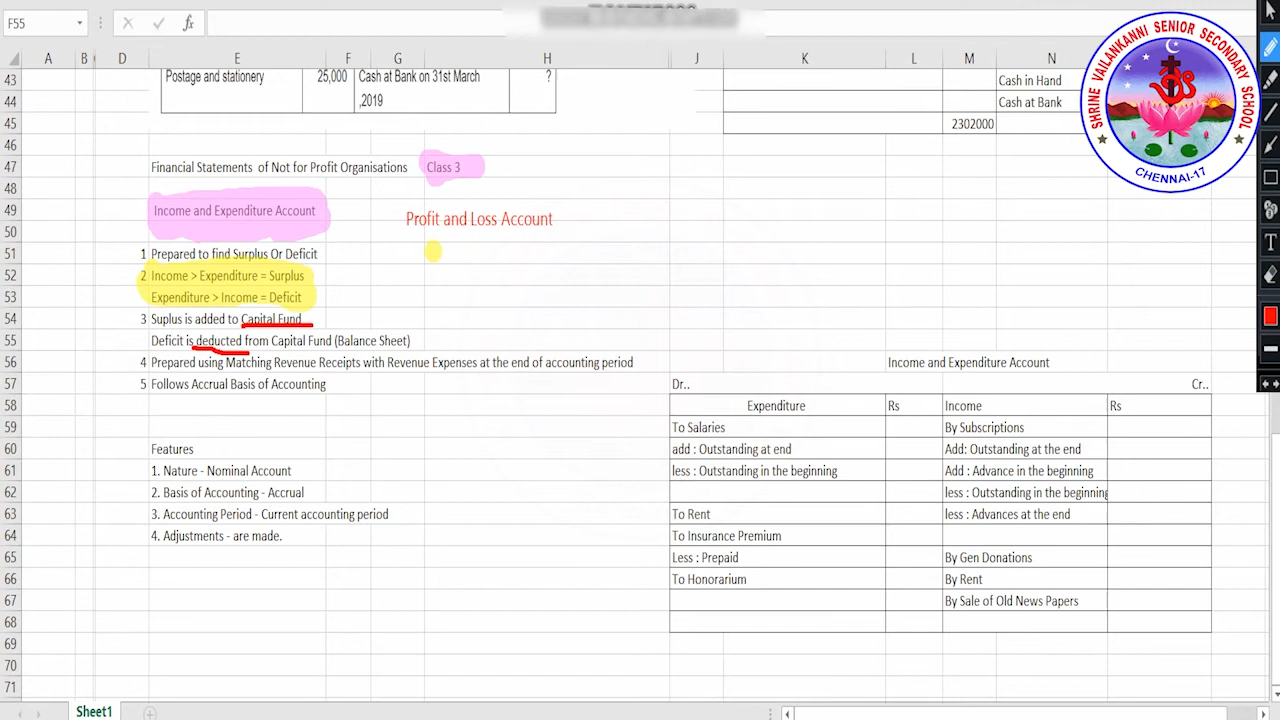 F55
fx
A B D E F G H J K L M N
43 Postage and stationery 25,000 Cash at Bank on 31st March ? Cash in Hand
44 ,2019 Cash at Bank
45 2302000
46
47 Financial Statements of Not for Profit Organisations Class 3
48
49 Income and Expenditure Account Profit and Loss Account
50
51 1 Prepared to find Surplus Or Deficit
52 2 Income > Expenditure = Surplus
53 Expenditure > Income = Deficit
54 3 Suplus is added to Capital Fund
55 Deficit is deducted from Capital Fund (Balance Sheet)
56 4 Prepared using Matching Revenue Receipts with Revenue Expenses at the end of accounting period Income and Expenditure Account
57 5 Follows Accrual Basis of Accounting Dr.. Cr..
58 Expenditure Rs Income Rs
59 To Salaries By Subscriptions
60 Features add : Outstanding at end Add: Outstanding at the end
61 1. Nature - Nominal Account less : Outstanding in the beginning Add : Advance in the beginning
62 2. Basis of Accounting - Accrual less : Outstanding in the beginning
63 3. Accounting Period - Current accounting period To Rent less : Advances at the end
64 4. Adjustments - are made. To Insurance Premium
65 Less : Prepaid By Gen Donations
66 To Honorarium By Rent
67 By Sale of Old News Papers
68
69
70
71
Sheet1
SHRINE VAILANKANNI SENIOR SECONDARY SCHOOL
CHENNAI-17
T